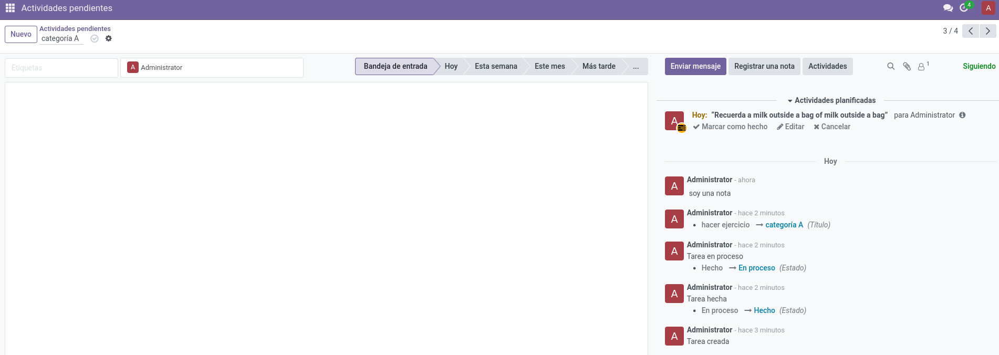 Actividades pendientes
4
A
Nuevo
Actividades pendientes
categoría A
3 / 4
Etiquetas
A Administrator
Bandeja de entrada Hoy Esta semana Este mes Más tarde ...
Enviar mensaje Registrar una nota Actividades
1
Siguiendo
Actividades planificadas
A
Hoy: “Recuerda a milk outside a bag of milk outside a bag” para Administrator
Marcar como hecho Editar Cancelar
Hoy
A
Administrator - ahora
soy una nota
A
Administrator - hace 2 minutos
• hacer ejercicio → categoría A (Título)
A
Administrator - hace 2 minutos
Tarea en proceso
• Hecho → En proceso (Estado)
A
Administrator - hace 2 minutos
Tarea hecha
• En proceso → Hecho (Estado)
A
Administrator - hace 3 minutos
Tarea creada